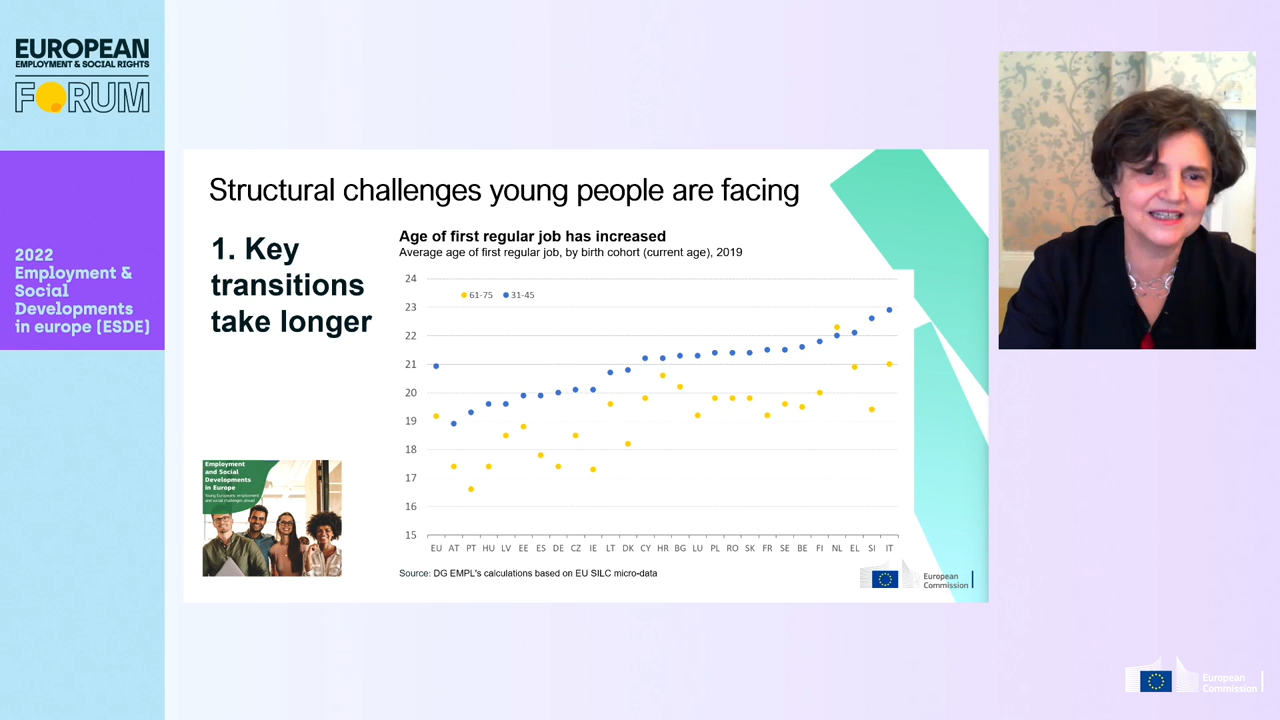 EUROPEAN
EMPLOYMENT & SOCIAL RIGHTS
FORUM
2022
Employment &
Social
Developments
in europe (ESDE)
Structural challenges young people are facing
1. Key
transitions
take longer
Age of first regular job has increased
Average age of first regular job, by birth cohort (current age), 2019
24
61-75 31-45
23
22
21
20
19
18
17
16
15
EU AT PT HU LV EE ES DE CZ IE LT DK CY HR BG LU PL RO SK FR SE BE FI NL EL SI IT
Source: DG EMPL's calculations based on EU SILC micro-data
Employment
and Social
Developments
in Europe
Young Europeans: employment
and social challenges ahead
European
Commission
European
Commission